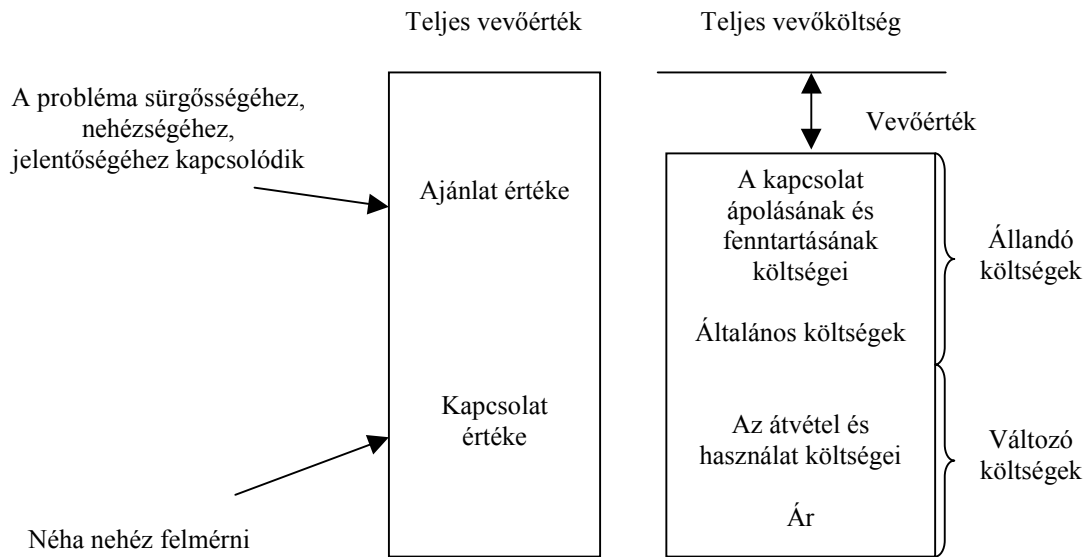 Teljes vevőérték
Teljes vevőköltség
A probléma sürgősségéhez,
nehézségéhez,
jelentőségéhez kapcsolódik
Vevőérték
Ajánlat értéke
A kapcsolat
ápolásának és
fenntartásának
költségei
Állandó
költségek
Általános költségek
Kapcsolat
értéke
Az átvétel és
használat költségei
Változó
költségek
Ár
Néha nehéz felmérni